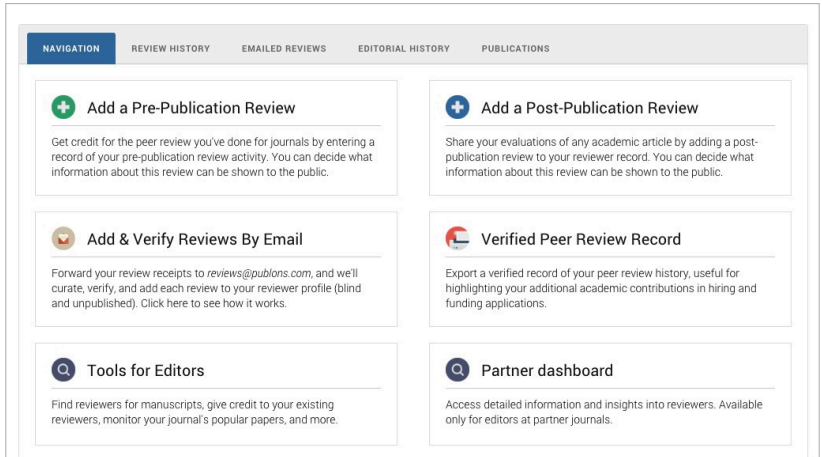 NAVIGATION REVIEW HISTORY EMAILED REVIEWS EDITORIAL HISTORY PUBLICATIONS
Add a Pre-Publication Review
Get credit for the peer review you've done for journals by entering a
record of your pre-publication review activity. You can decide what
information about this review can be shown to the public.
Add a Post-Publication Review
Share your evaluations of any academic article by adding a post-
publication review to your reviewer record. You can decide what
information about this review can be shown to the public.
Add & Verify Reviews By Email
Forward your review receipts to reviews@publons.com, and we'll
curate, verify, and add each review to your reviewer profile (blind
and unpublished). Click here to see how it works.
Verified Peer Review Record
Export a verified record of your peer review history, useful for
highlighting your additional academic contributions in hiring and
funding applications.
Tools for Editors
Find reviewers for manuscripts, give credit to your existing
reviewers, monitor your journal's popular papers, and more.
Partner dashboard
Access detailed information and insights into reviewers. Available
only for editors at partner journals.